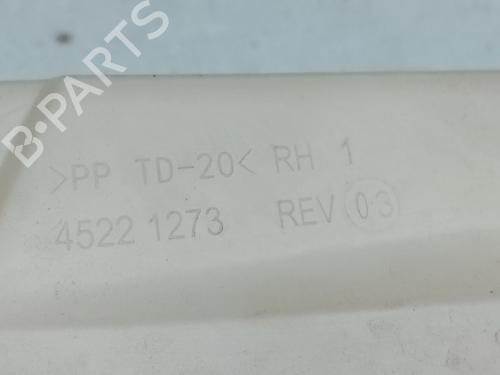 >PP TD-20< RH 1
4522 1273 REV 03
B-PARTS